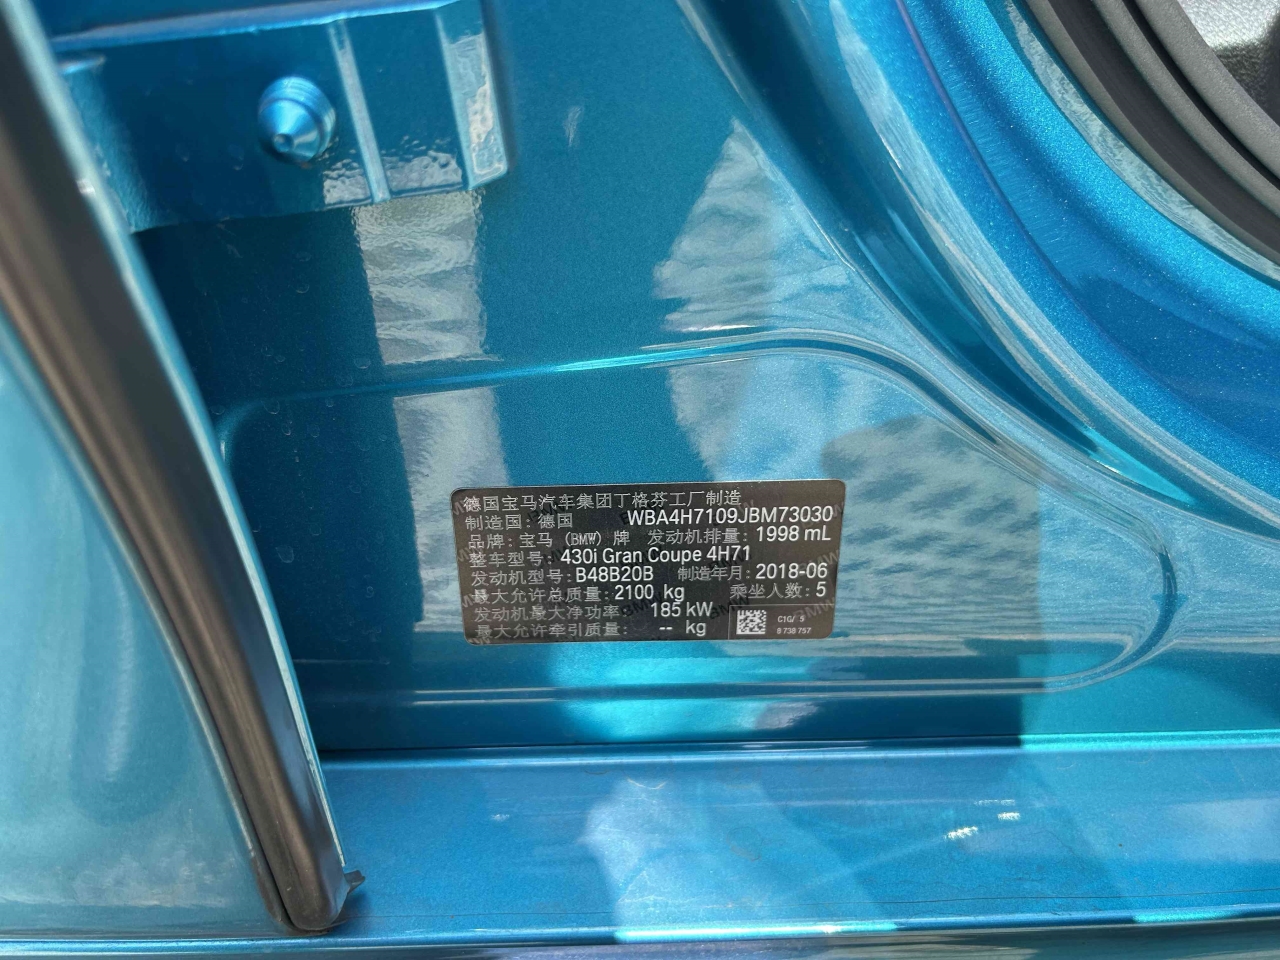 德国宝马汽车集团丁格芬工厂制造
制造国：德国 WBA4H7109JBM73030
品牌：宝马（BMW）牌 发动机排量：1998 mL
整车型号：430i Gran Coupe 4H71
发动机型号：B48B20B 制造年月：2018-06
最大允许总质量：2100 kg 乘坐人数：5
发动机最大净功率：185 kW
最大允许牵引质量：-- kg
C1G/ 5
8 738 757